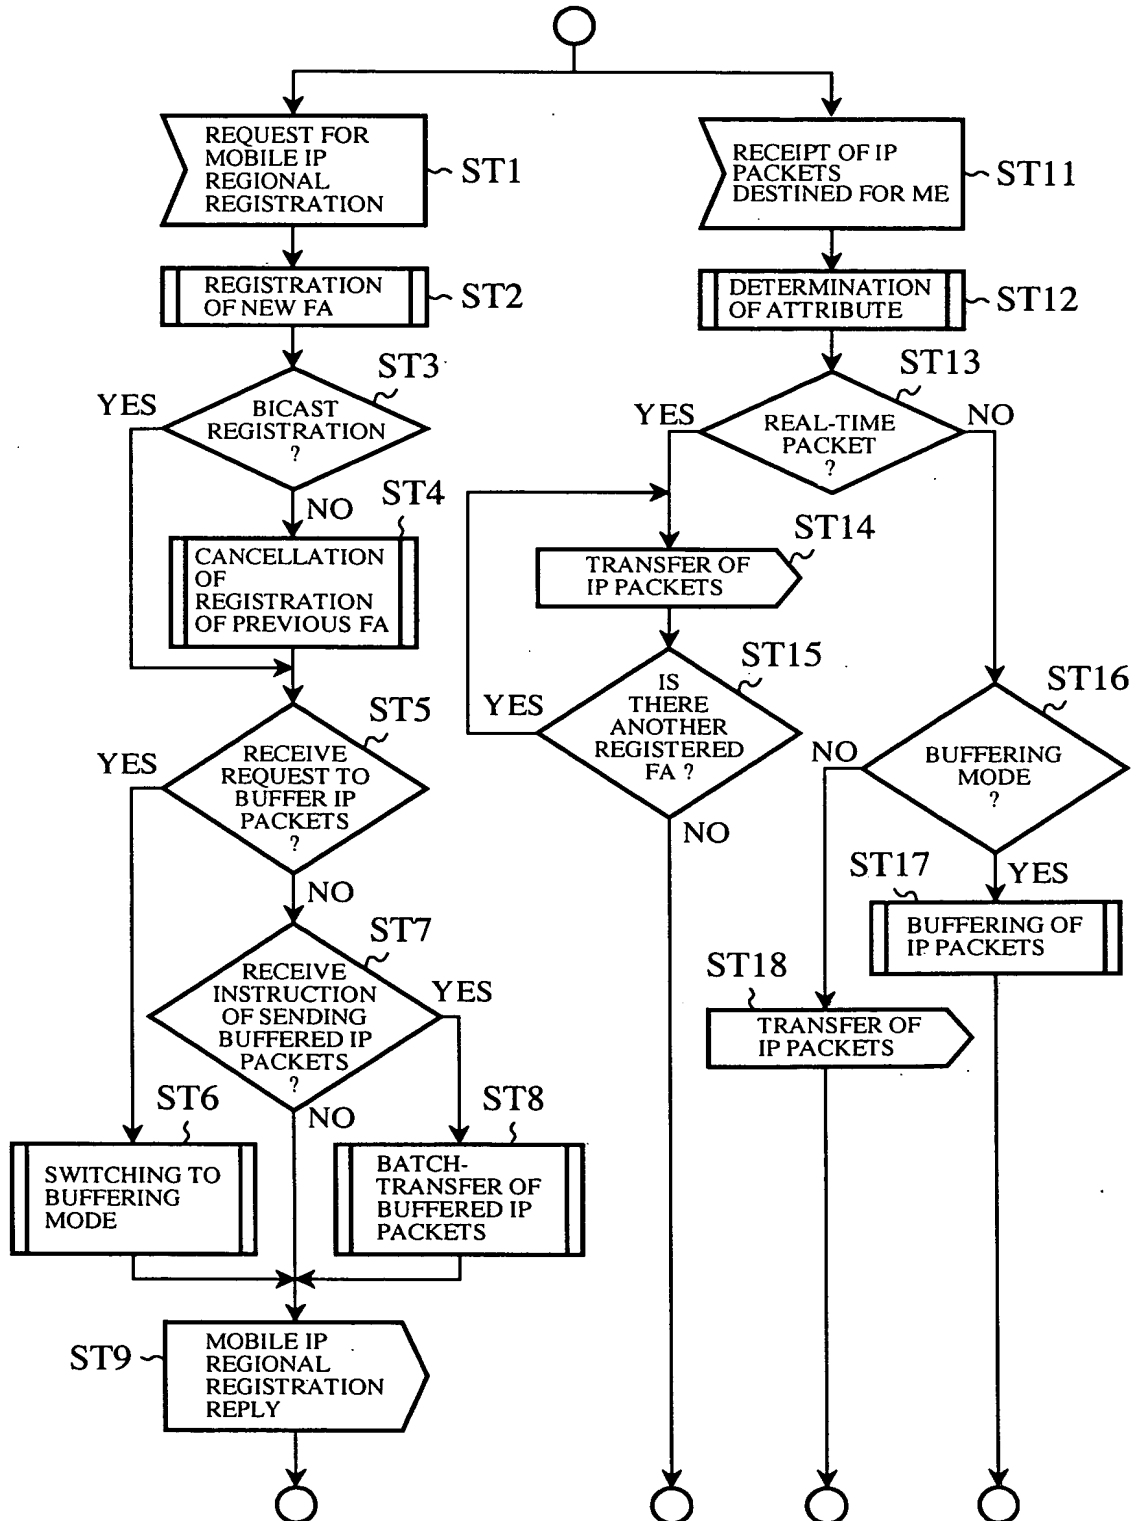 REQUEST FOR
MOBILE IP
REGIONAL
REGISTRATION
ST1
REGISTRATION
OF NEW FA
ST2
ST3
YES
BICAST
REGISTRATION
?
NO
ST4
CANCELLATION
OF
REGISTRATION
OF PREVIOUS FA
ST5
YES
RECEIVE
REQUEST TO
BUFFER IP
PACKETS
?
NO
ST7
RECEIVE
INSTRUCTION
OF SENDING
BUFFERED IP
PACKETS
?
YES
NO
ST6
SWITCHING TO
BUFFERING
MODE
ST8
BATCH-
TRANSFER OF
BUFFERED IP
PACKETS
ST9
MOBILE IP
REGIONAL
REGISTRATION
REPLY
RECEIPT OF IP
PACKETS
DESTINED FOR ME
ST11
DETERMINATION
OF ATTRIBUTE
ST12
ST13
YES
REAL-TIME
PACKET
?
NO
ST14
TRANSFER OF
IP PACKETS
ST15
YES
IS
THERE
ANOTHER
REGISTERED
FA ?
NO
ST16
NO
BUFFERING
MODE
?
YES
ST17
BUFFERING OF
IP PACKETS
ST18
TRANSFER OF
IP PACKETS